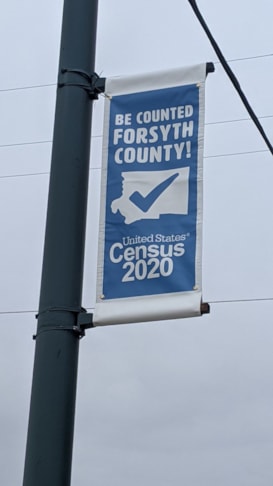 BE COUNTED
FORSYTH
COUNTY!
United States®
Census
2020